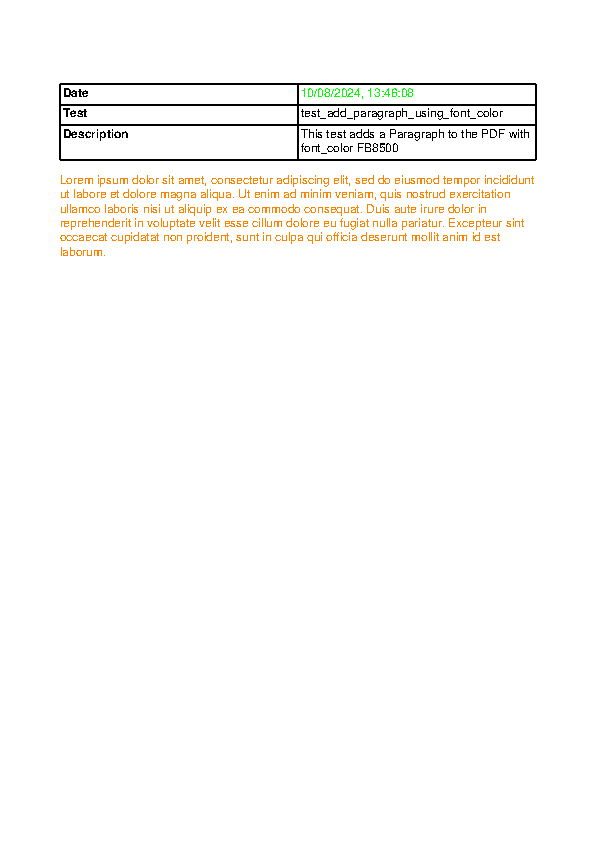 Date 10/08/2024, 13:46:08
Test test_add_paragraph_using_font_color
Description This test adds a Paragraph to the PDF with
font_color FB8500
Lorem ipsum dolor sit amet, consectetur adipiscing elit, sed do eiusmod tempor incididunt
ut labore et dolore magna aliqua. Ut enim ad minim veniam, quis nostrud exercitation
ullamco laboris nisi ut aliquip ex ea commodo consequat. Duis aute irure dolor in
reprehenderit in voluptate velit esse cillum dolore eu fugiat nulla pariatur. Excepteur sint
occaecat cupidatat non proident, sunt in culpa qui officia deserunt mollit anim id est
laborum.